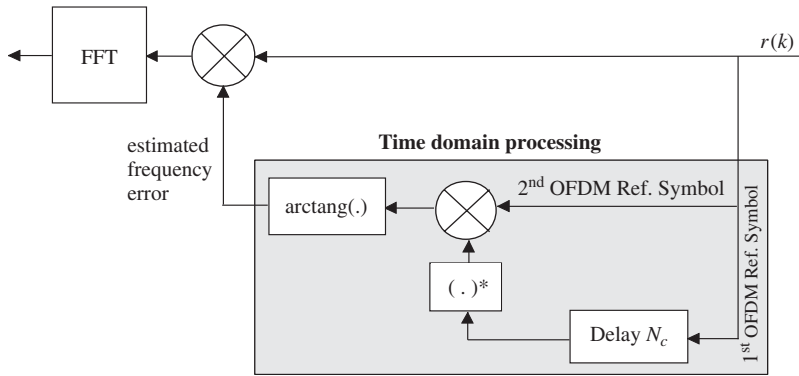 r(k)
FFT
estimated
frequency
error
Time domain processing
2nd OFDM Ref. Symbol
arctang(.)
( . )*
Delay Nc
1st OFDM Ref. Symbol